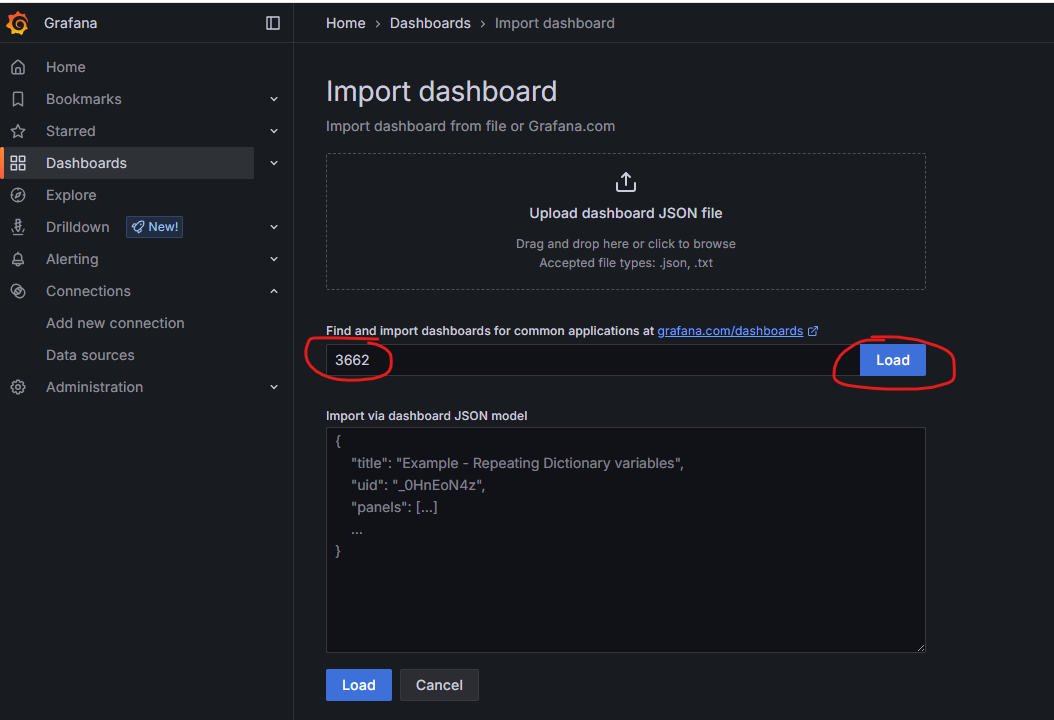 Grafana
Home › Dashboards › Import dashboard
Home
Bookmarks
Starred
Dashboards
Explore
Drilldown New!
Alerting
Connections
Add new connection
Data sources
Administration
Import dashboard
Import dashboard from file or Grafana.com
Upload dashboard JSON file
Drag and drop here or click to browse
Accepted file types: .json, .txt
Find and import dashboards for common applications at grafana.com/dashboards
3662 Load
Import via dashboard JSON model
{
"title": "Example - Repeating Dictionary variables",
"uid": "_0HnEoN4z",
"panels": [...]
...
}
Load Cancel